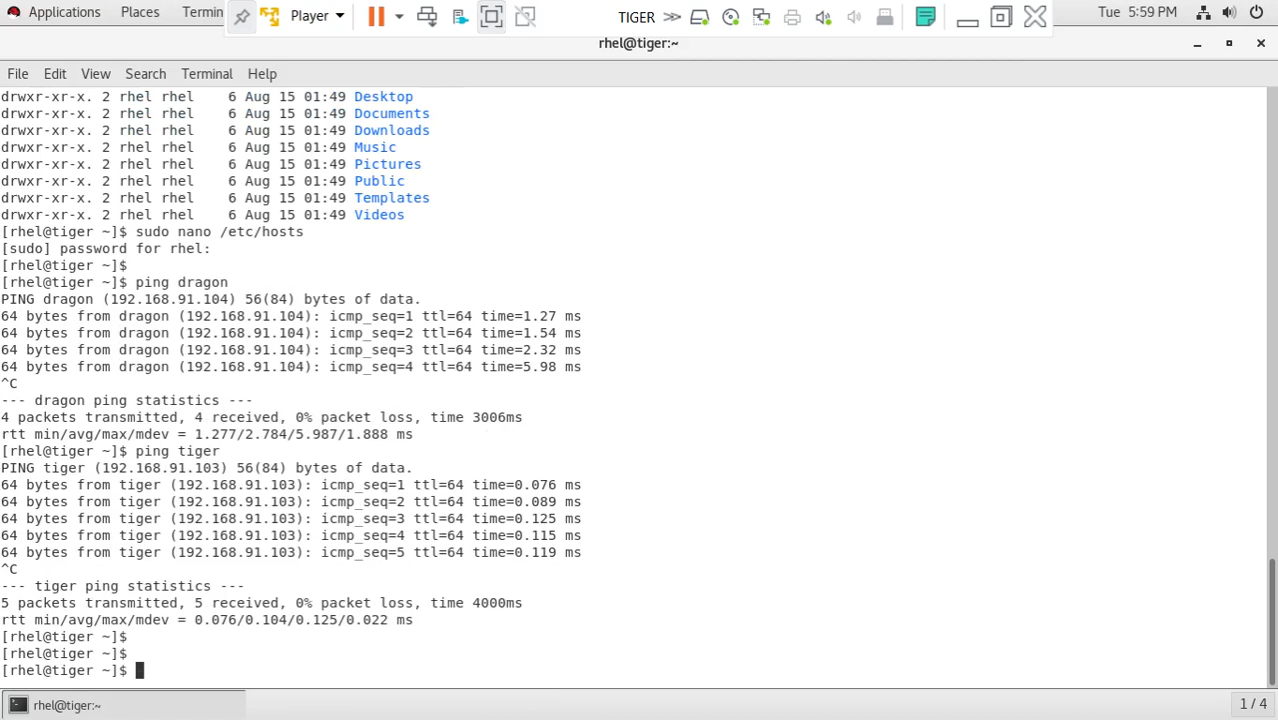 Applications Places Termin Player TIGER Tue 5:59 PM
rhel@tiger:~
File Edit View Search Terminal Help
drwxr-xr-x. 2 rhel rhel    6 Aug 15 01:49 Desktop
drwxr-xr-x. 2 rhel rhel    6 Aug 15 01:49 Documents
drwxr-xr-x. 2 rhel rhel    6 Aug 15 01:49 Downloads
drwxr-xr-x. 2 rhel rhel    6 Aug 15 01:49 Music
drwxr-xr-x. 2 rhel rhel    6 Aug 15 01:49 Pictures
drwxr-xr-x. 2 rhel rhel    6 Aug 15 01:49 Public
drwxr-xr-x. 2 rhel rhel    6 Aug 15 01:49 Templates
drwxr-xr-x. 2 rhel rhel    6 Aug 15 01:49 Videos
[rhel@tiger ~]$ sudo nano /etc/hosts
[sudo] password for rhel:
[rhel@tiger ~]$
[rhel@tiger ~]$ ping dragon
PING dragon (192.168.91.104) 56(84) bytes of data.
64 bytes from dragon (192.168.91.104): icmp_seq=1 ttl=64 time=1.27 ms
64 bytes from dragon (192.168.91.104): icmp_seq=2 ttl=64 time=1.54 ms
64 bytes from dragon (192.168.91.104): icmp_seq=3 ttl=64 time=2.32 ms
64 bytes from dragon (192.168.91.104): icmp_seq=4 ttl=64 time=5.98 ms
^C
--- dragon ping statistics ---
4 packets transmitted, 4 received, 0% packet loss, time 3006ms
rtt min/avg/max/mdev = 1.277/2.784/5.987/1.888 ms
[rhel@tiger ~]$ ping tiger
PING tiger (192.168.91.103) 56(84) bytes of data.
64 bytes from tiger (192.168.91.103): icmp_seq=1 ttl=64 time=0.076 ms
64 bytes from tiger (192.168.91.103): icmp_seq=2 ttl=64 time=0.089 ms
64 bytes from tiger (192.168.91.103): icmp_seq=3 ttl=64 time=0.125 ms
64 bytes from tiger (192.168.91.103): icmp_seq=4 ttl=64 time=0.115 ms
64 bytes from tiger (192.168.91.103): icmp_seq=5 ttl=64 time=0.119 ms
^C
--- tiger ping statistics ---
5 packets transmitted, 5 received, 0% packet loss, time 4000ms
rtt min/avg/max/mdev = 0.076/0.104/0.125/0.022 ms
[rhel@tiger ~]$
[rhel@tiger ~]$
[rhel@tiger ~]$
rhel@tiger:~ 1 / 4